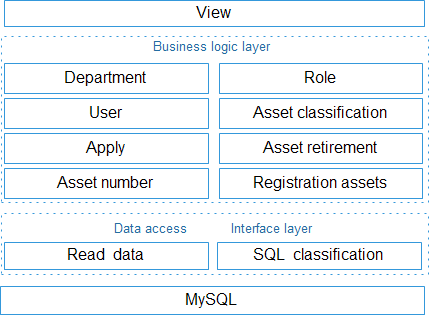 View
Business logic layer
Department Role
User Asset classification
Apply Asset retirement
Asset number Registration assets
Data access Interface layer
Read data SQL classification
MySQL